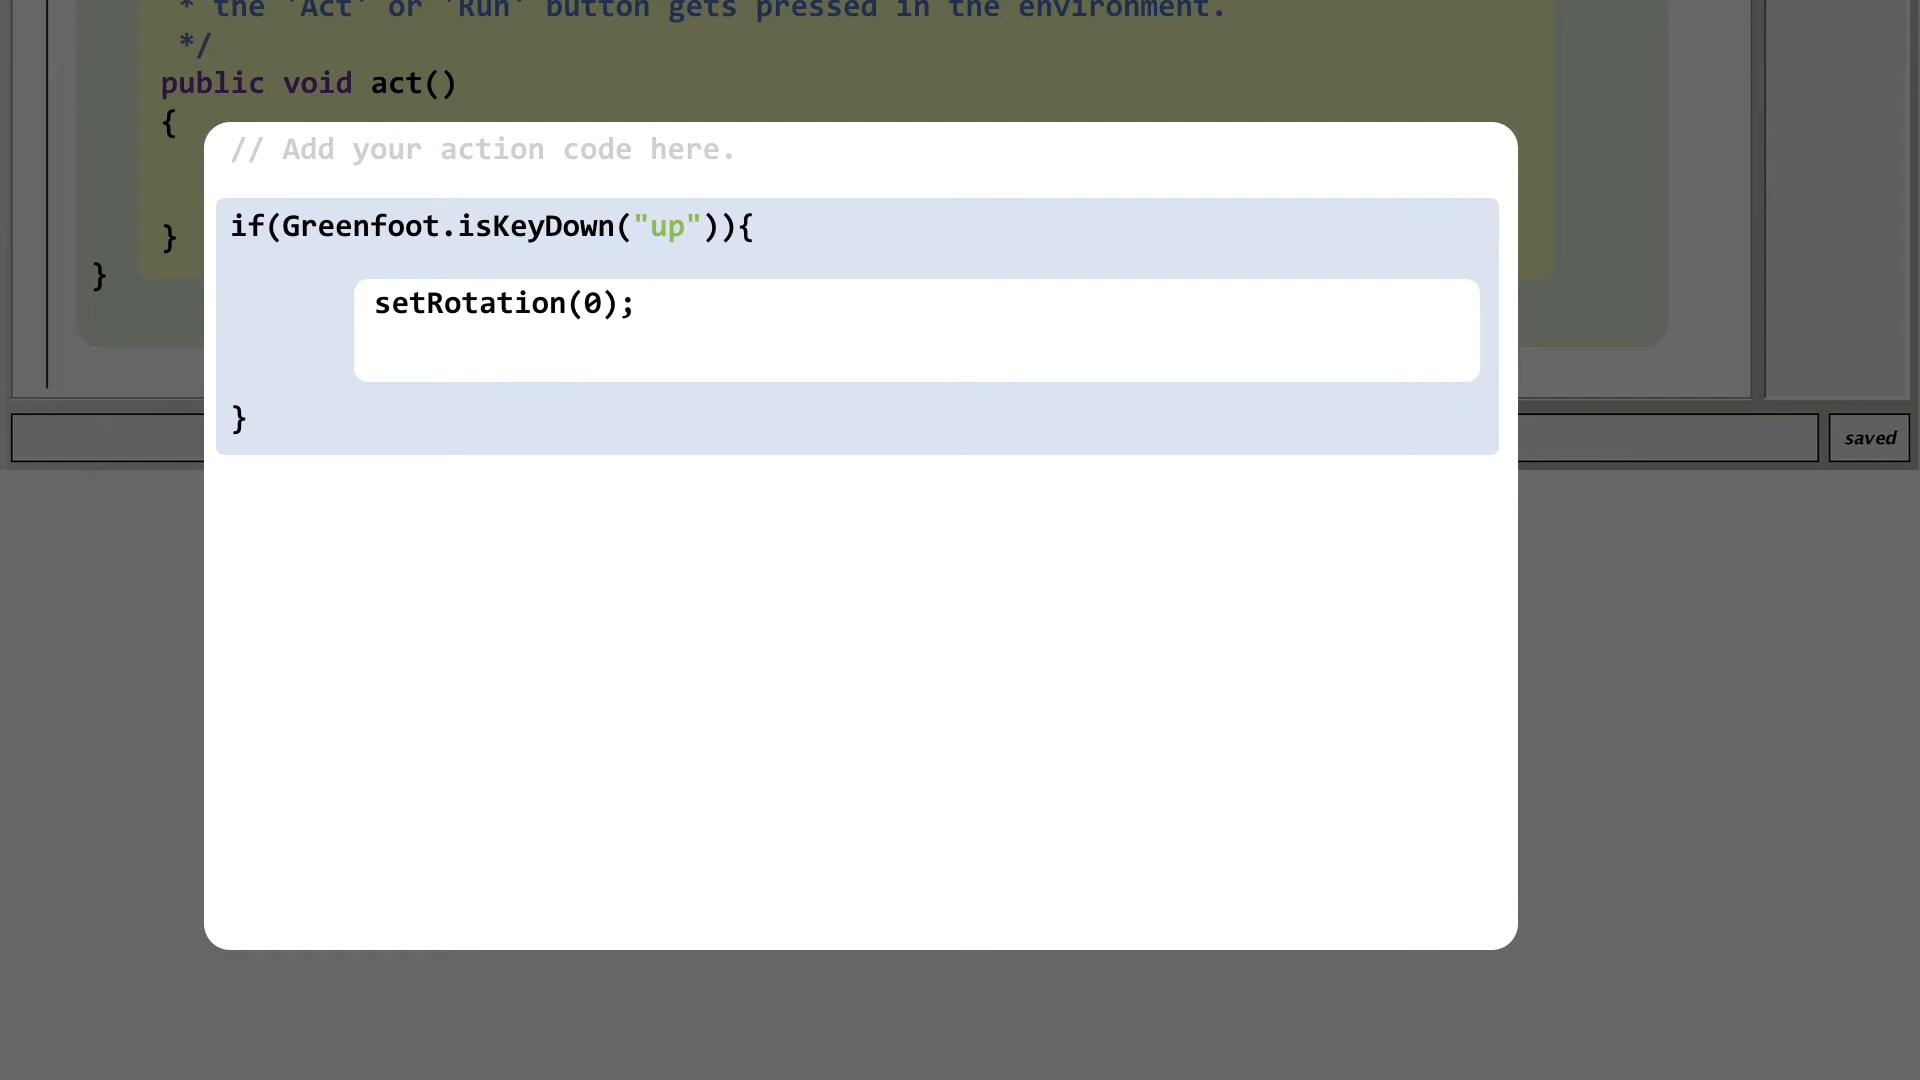 * the 'Act' or 'Run' button gets pressed in the environment.
*/
public void act()
{
// Add your action code here.
if(Greenfoot.isKeyDown("up")){
setRotation(0);
}
}
}
saved